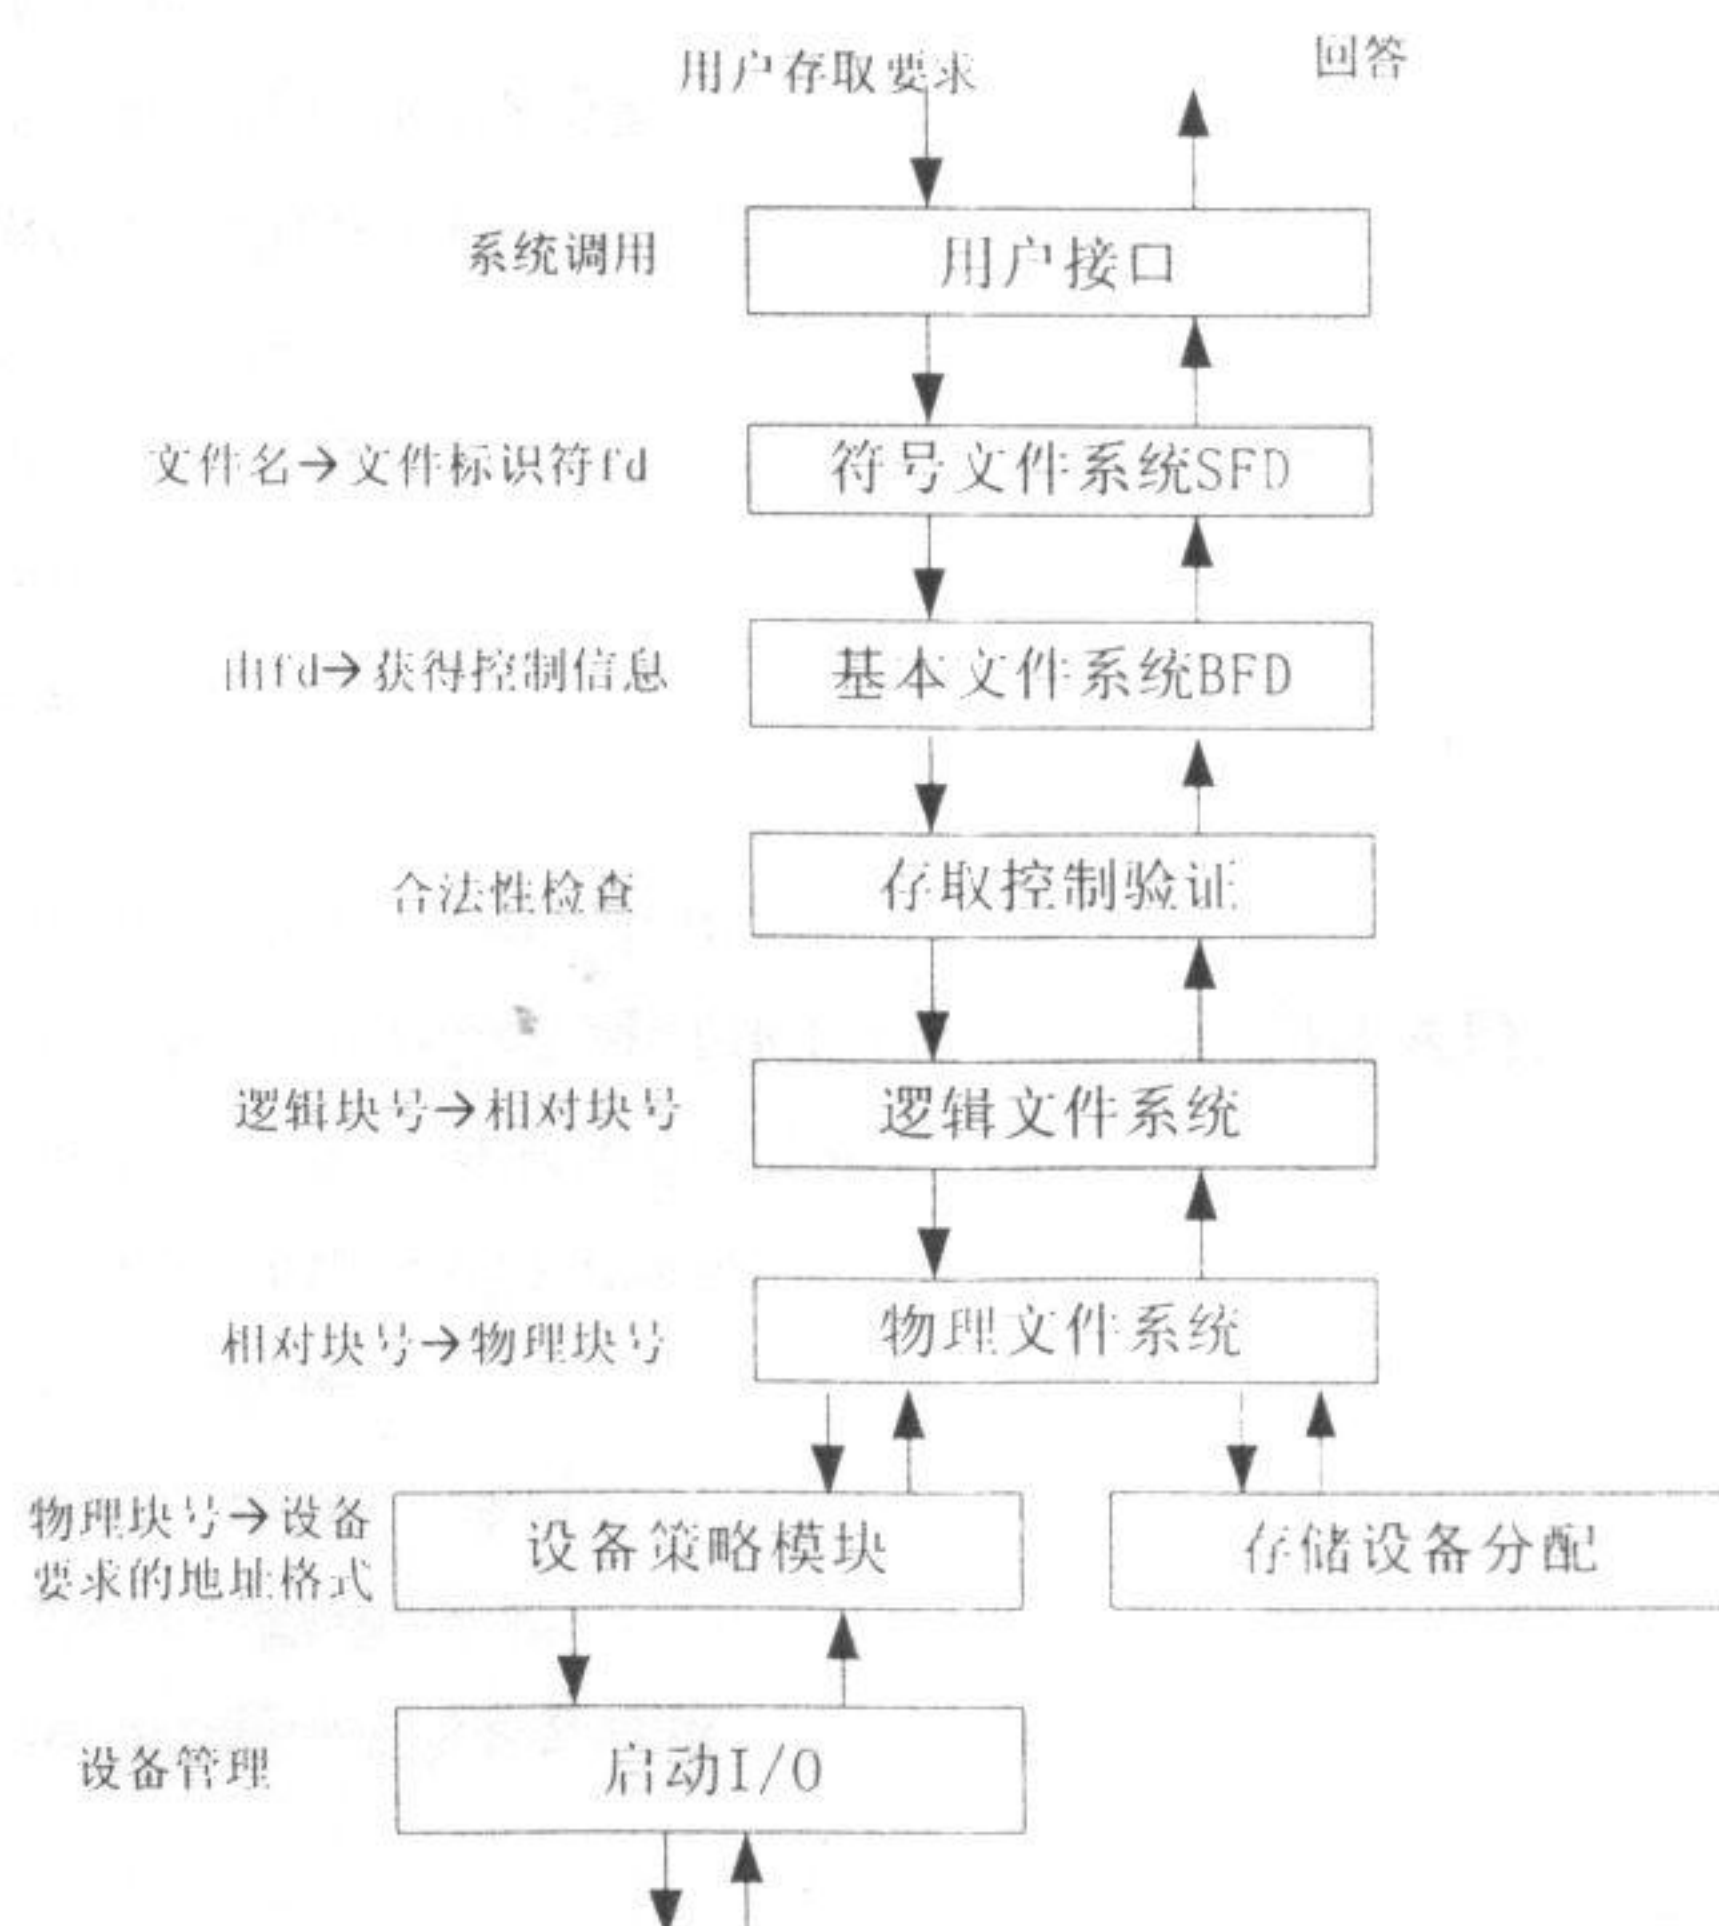 用户存取要求
回答
系统调用
用户接口
文件名→文件标识符fd
符号文件系统SFD
由fd→获得控制信息
基本文件系统BFD
合法性检查
存取控制验证
逻辑块号→相对块号
逻辑文件系统
相对块号→物理块号
物理文件系统
物理块号→设备
要求的地址格式
设备策略模块
存储设备分配
设备管理
启动I/O